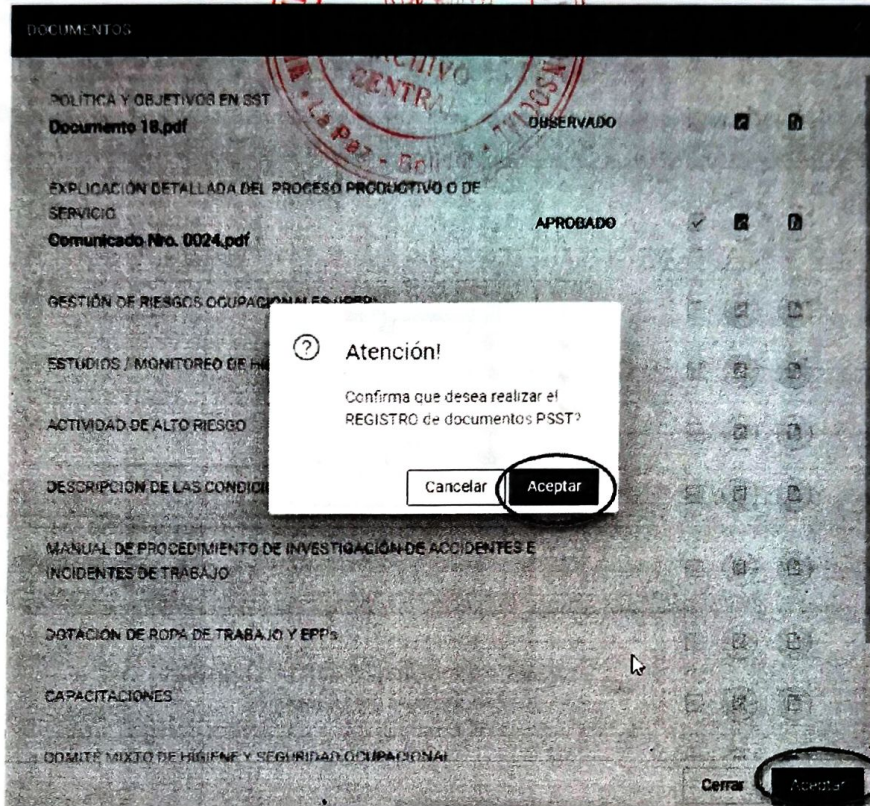 DOCUMENTOS
ARCHIVO
CENTRAL
La Paz - Bolivia
POLÍTICA Y OBJETIVOS EN SST
Documento 18.pdf
OBSERVADO
EXPLICACIÓN DETALLADA DEL PROCESO PRODUCTIVO O DE
SERVICIO
Comunicado Nro. 0024.pdf
APROBADO
GESTIÓN DE RIESGOS OCUPACIONALES (IPER)
ESTUDIOS / MONITOREO DE
Atención!
Confirma que desea realizar el
REGISTRO de documentos PSST?
Cancelar
Aceptar
ACTIVIDAD DE ALTO RIESGO
DESCRIPCIÓN DE LAS
MANUAL DE PROCEDIMIENTO DE INVESTIGACIÓN DE ACCIDENTES E
INCIDENTES DE TRABAJO
DOTACIÓN DE ROPA DE TRABAJO Y EPPs
CAPACITACIONES
COMITÉ MIXTO DE HIGIENE Y SEGURIDAD OCUPACIONAL
Cerrar
Aceptar